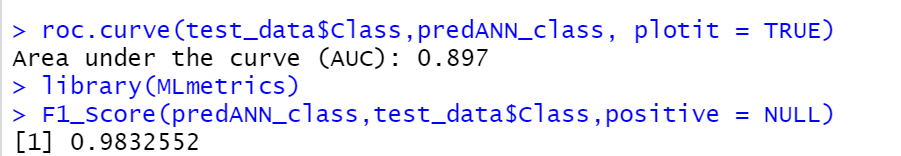 > roc.curve(test_data$Class,predANN_class, plotit = TRUE)
Area under the curve (AUC): 0.897
> library(MLmetrics)
> F1_Score(predANN_class,test_data$Class,positive = NULL)
[1] 0.9832552